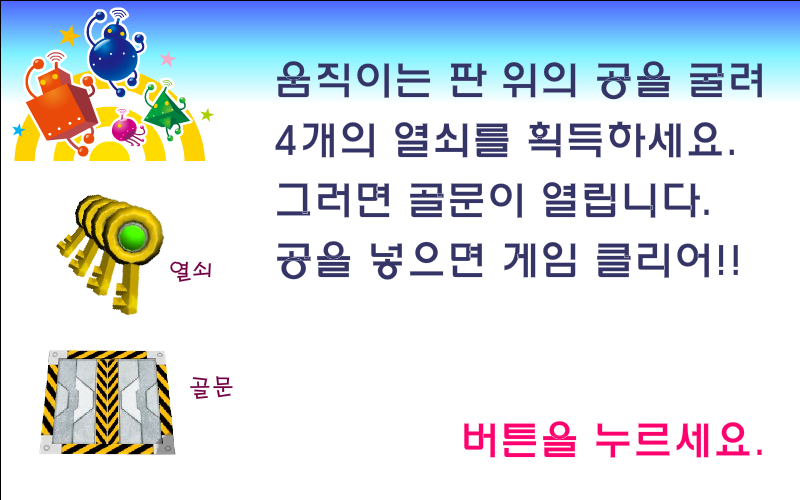 움직이는 판 위의 공을 굴려
4개의 열쇠를 획득하세요.
그러면 골문이 열립니다.
공을 넣으면 게임 클리어!!
열쇠
골문
버튼을 누르세요.